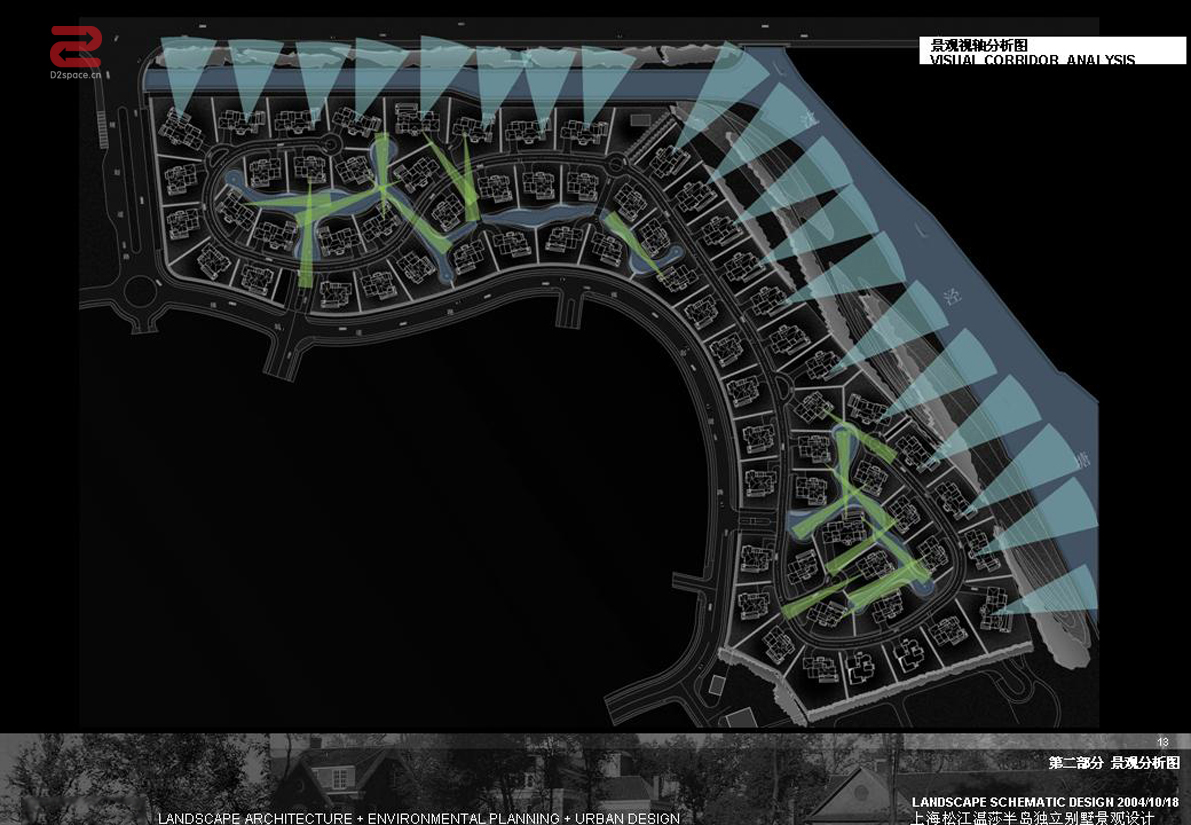 D2space.cn
景观视轴分析图
VISUAL CORRIDOR ANALYSIS
泾
塘
13
第二部分 景观分析图
LANDSCAPE SCHEMATIC DESIGN 2004/10/18
LANDSCAPE ARCHITECTURE + ENVIRONMENTAL PLANNING + URBAN DESIGN
上海松江温莎半岛独立别墅景观设计